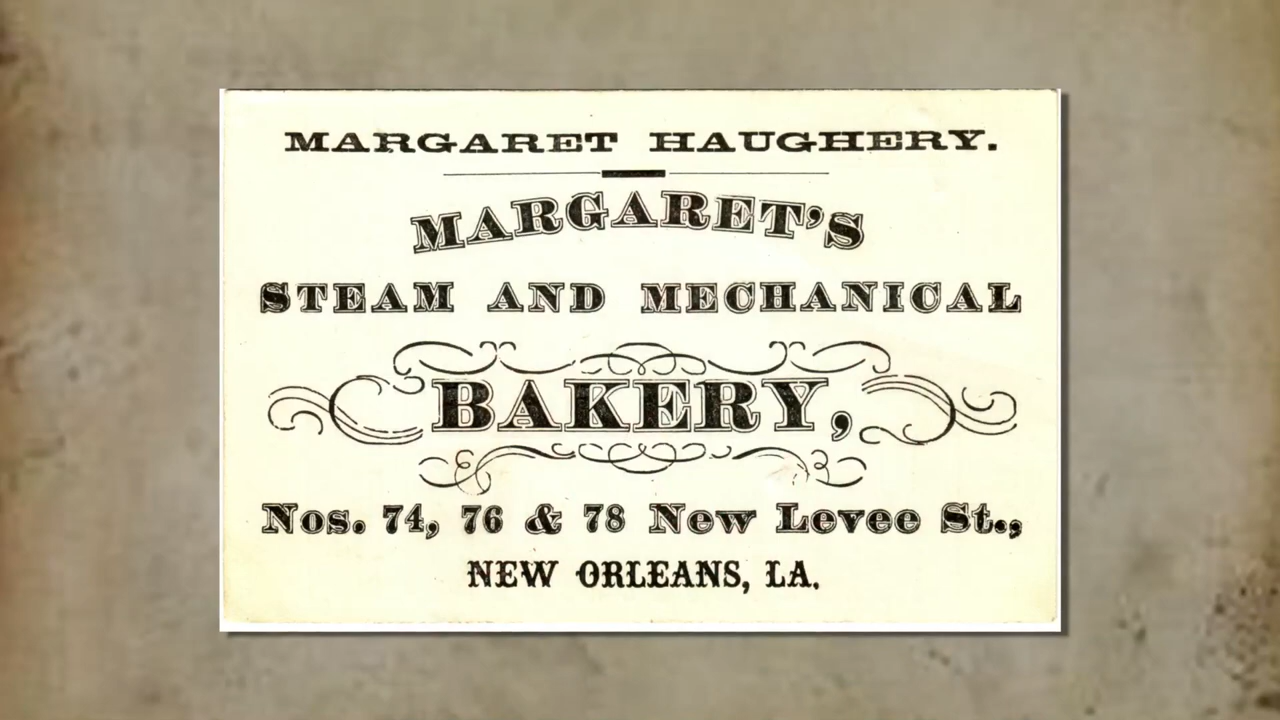 MARGARET HAUGHERY.
MARGARET'S
STEAM AND MECHANICAL
BAKERY,
Nos. 74, 76 & 78 New Levee St.,
NEW ORLEANS, LA.